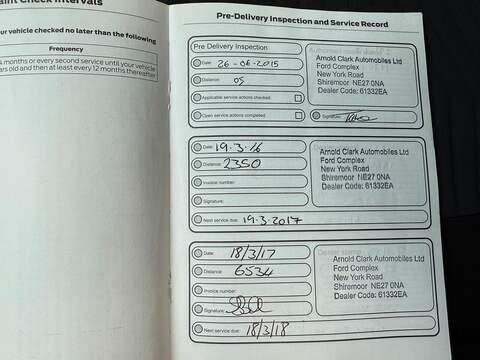 aint Check Intervals
ur vehicle checked no later than the following
Frequency
4 months or every second service until your vehicle
ars old and then at least every 12 months thereafter
Pre-Delivery Inspection and Service Record
Pre Delivery Inspection
Date: 26-06-2015
Distance: 05
Applicable service actions checked:
Open service actions completed
Arnold Clark Automobiles Ltd
Ford Complex
New York Road
Shiremoor NE27 0NA
Dealer Code: 61332EA
Signature:
Date: 19.3.16
Distance: 2350
Invoice number:
Signature:
Next service due: 19.3.2017
Arnold Clark Automobiles Ltd
Ford Complex
New York Road
Shiremoor NE27 0NA
Dealer Code: 61332EA
Date: 18/3/17
Distance: 6534
Invoice number:
Signature:
Next service due: 18/3/18
Arnold Clark Automobiles Ltd
Ford Complex
New York Road
Shiremoor NE27 0NA
Dealer Code: 61332EA